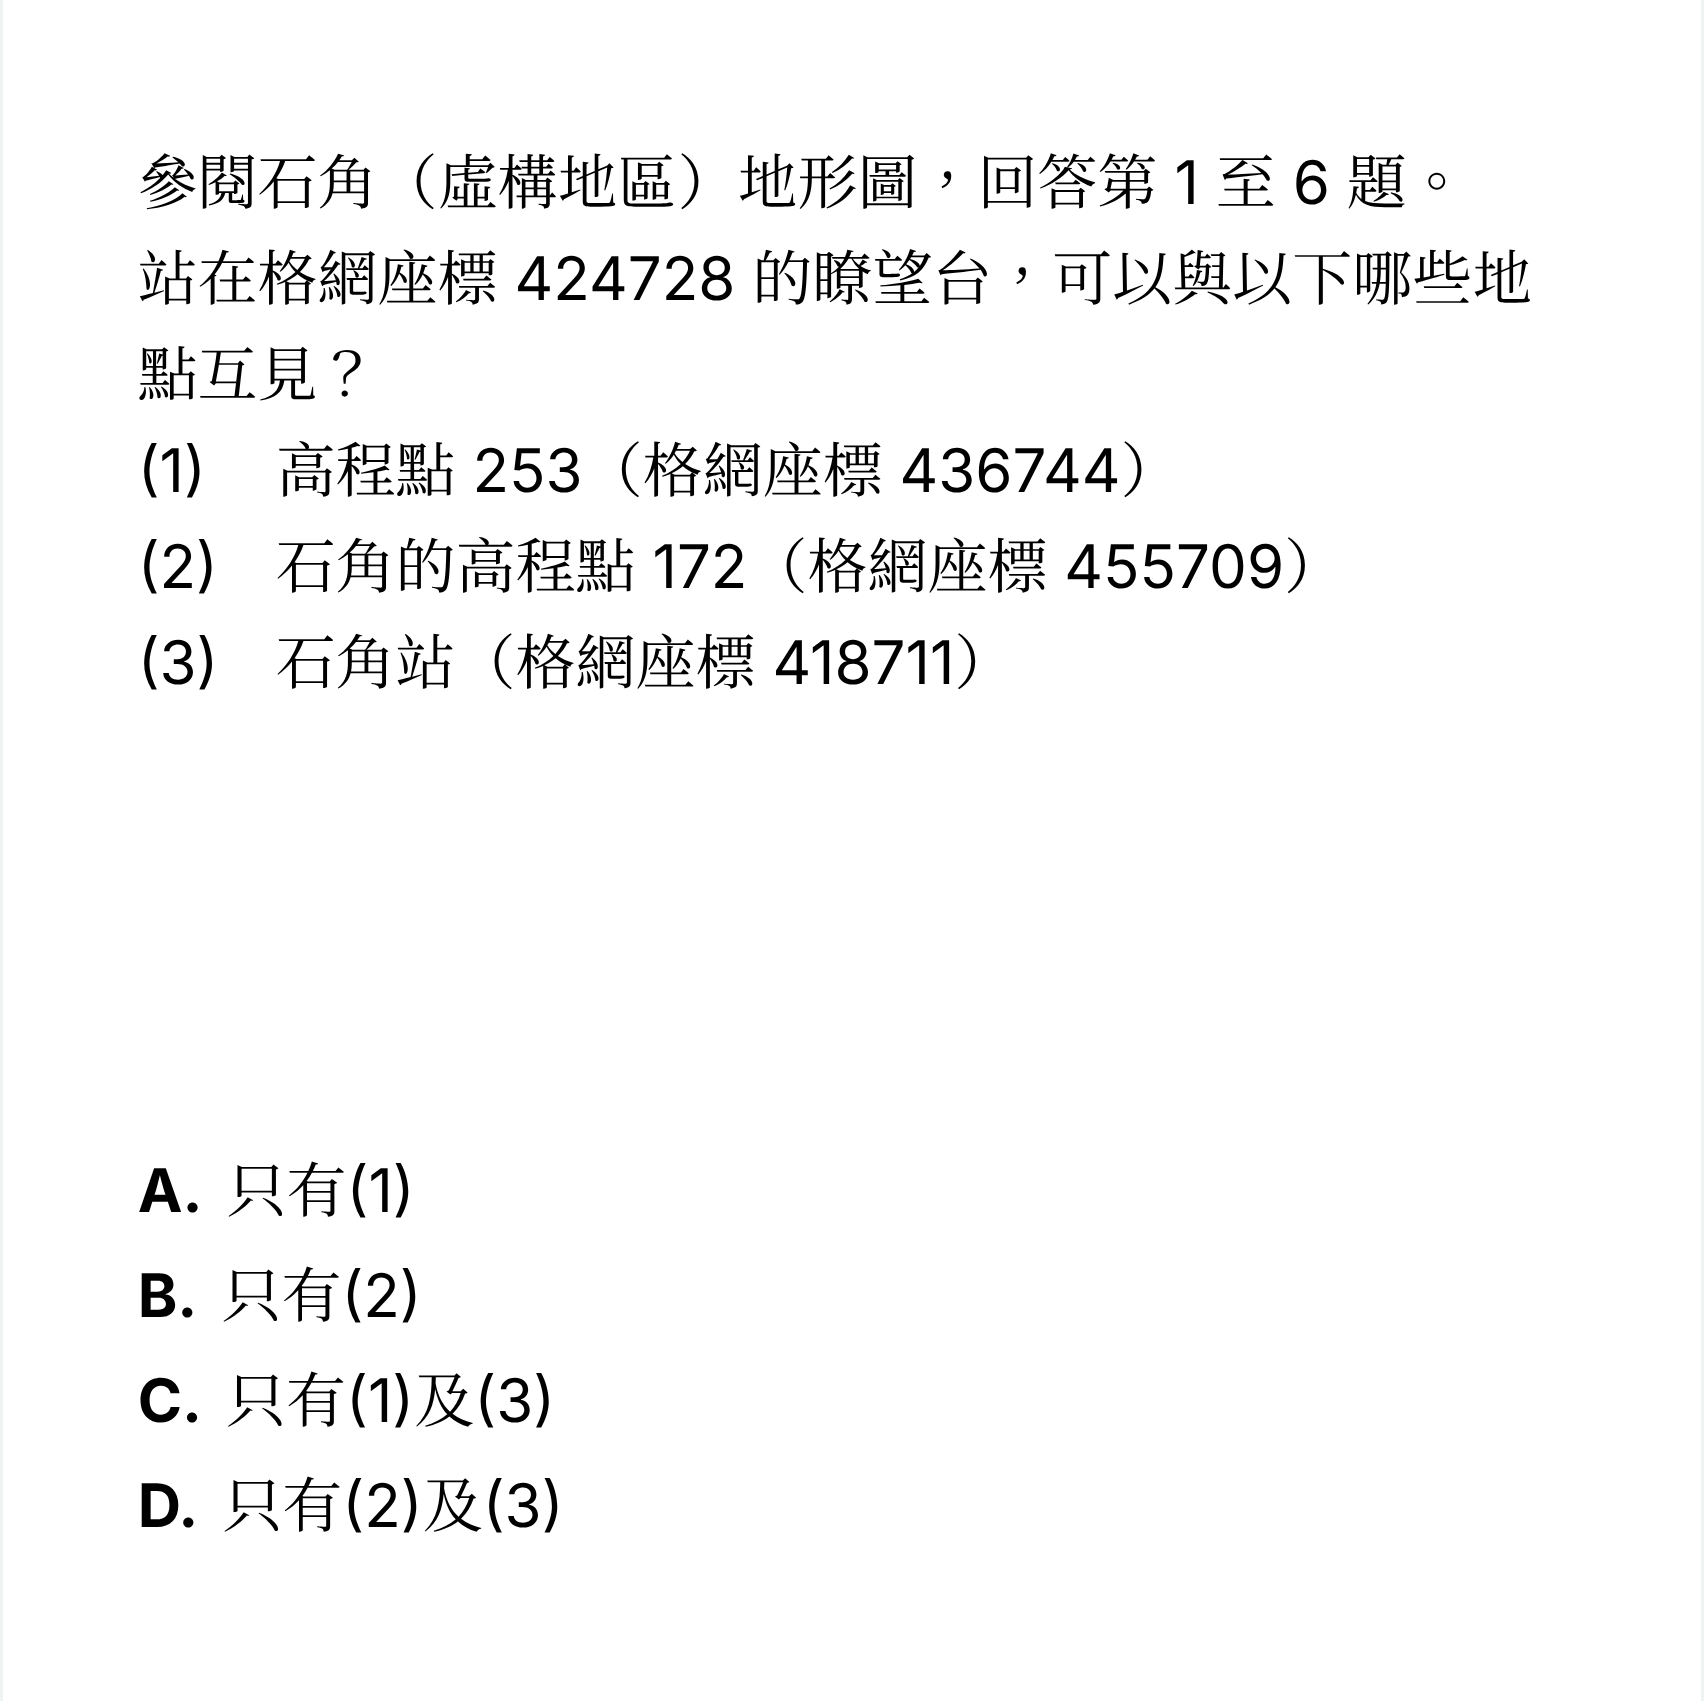 參閱石角（虛構地區）地形圖，回答第 1 至 6 題。
站在格網座標 424728 的瞭望台，可以與以下哪些地
點互見？
(1) 高程點 253（格網座標 436744）
(2) 石角的高程點 172（格網座標 455709）
(3) 石角站（格網座標 418711）
A. 只有(1)
B. 只有(2)
C. 只有(1)及(3)
D. 只有(2)及(3)